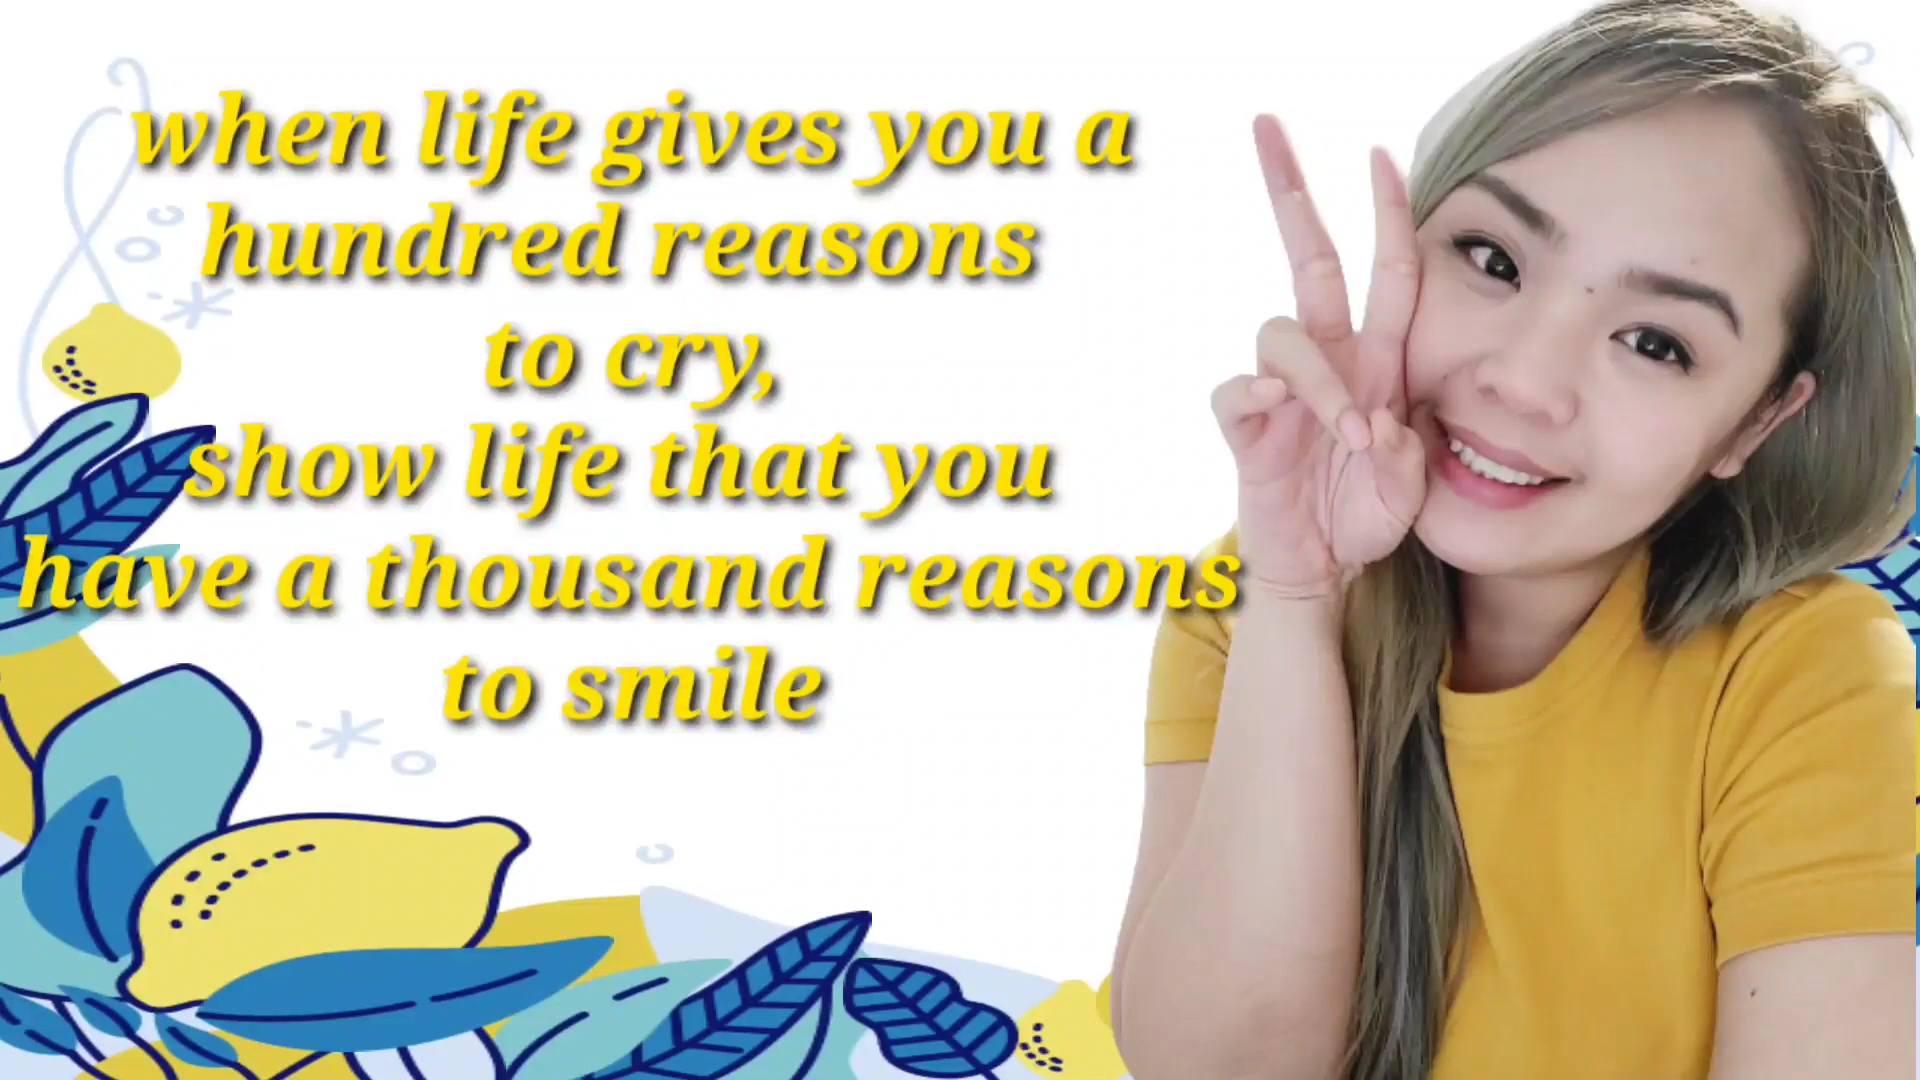 when life gives you a
hundred reasons
to cry,
show life that you
have a thousand reasons
to smile